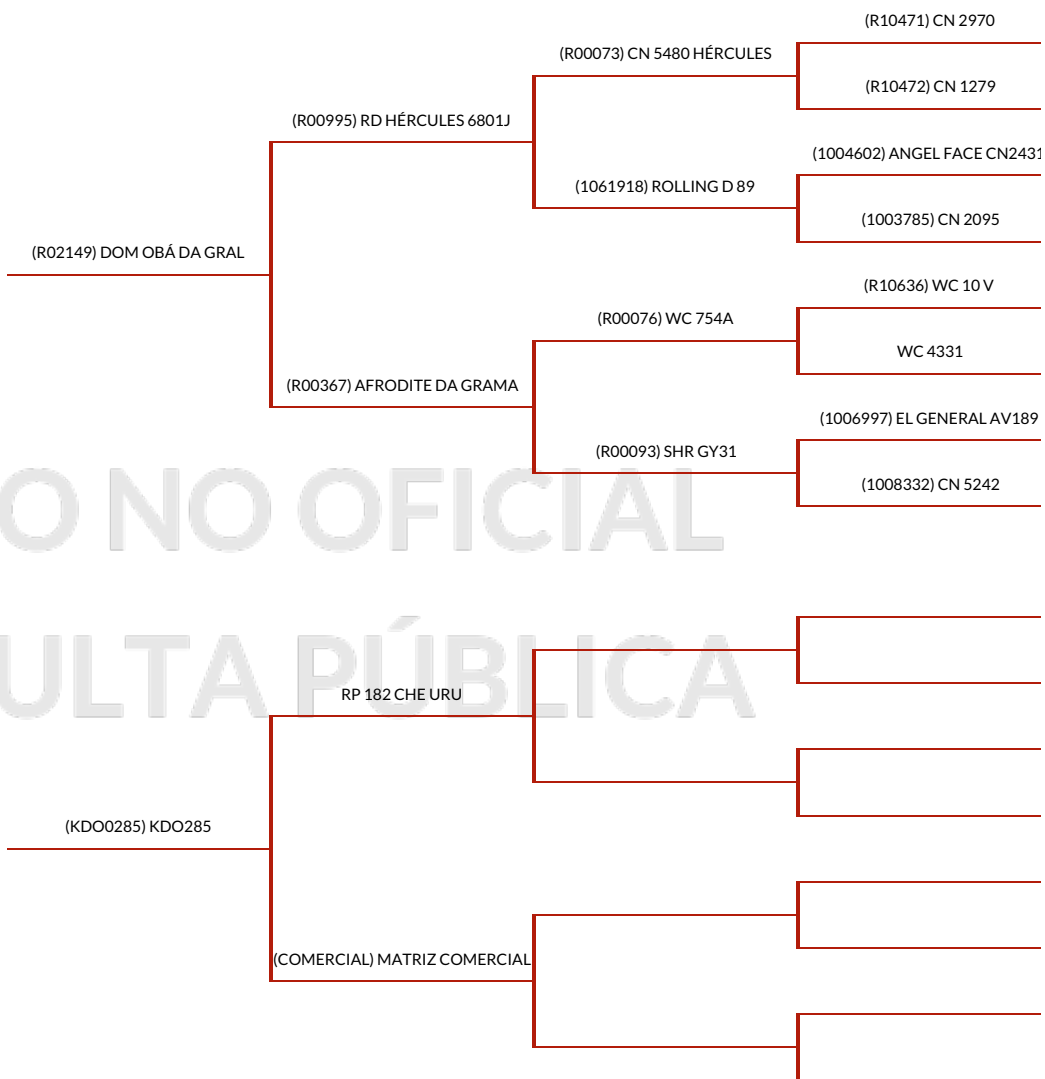 (R10471) CN 2970
(R00073) CN 5480 HÉRCULES
(R10472) CN 1279
(R00995) RD HÉRCULES 6801J
(1004602) ANGEL FACE CN2431
(1061918) ROLLING D 89
(1003785) CN 2095
(R02149) DOM OBÁ DA GRAL
(R10636) WC 10 V
(R00076) WC 754A
WC 4331
(R00367) AFRODITE DA GRAMA
(1006997) EL GENERAL AV189
(R00093) SHR GY31
(1008332) CN 5242
O NO OFICIAL
ULTA PÚBLICA
RP 182 CHE URU
(KDO0285) KDO285
(COMERCIAL) MATRIZ COMERCIAL